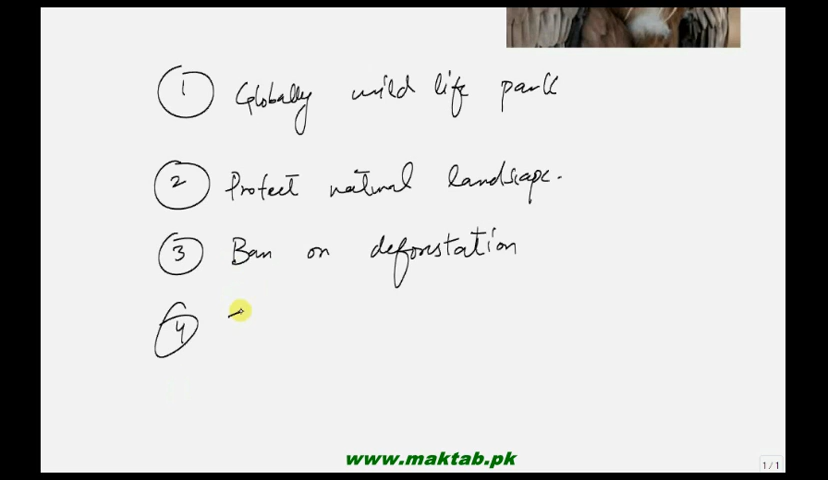 1 Globally wild life park
2 Protect natural landscape.
3 Ban on deforestation
4
www.maktab.pk
1/1